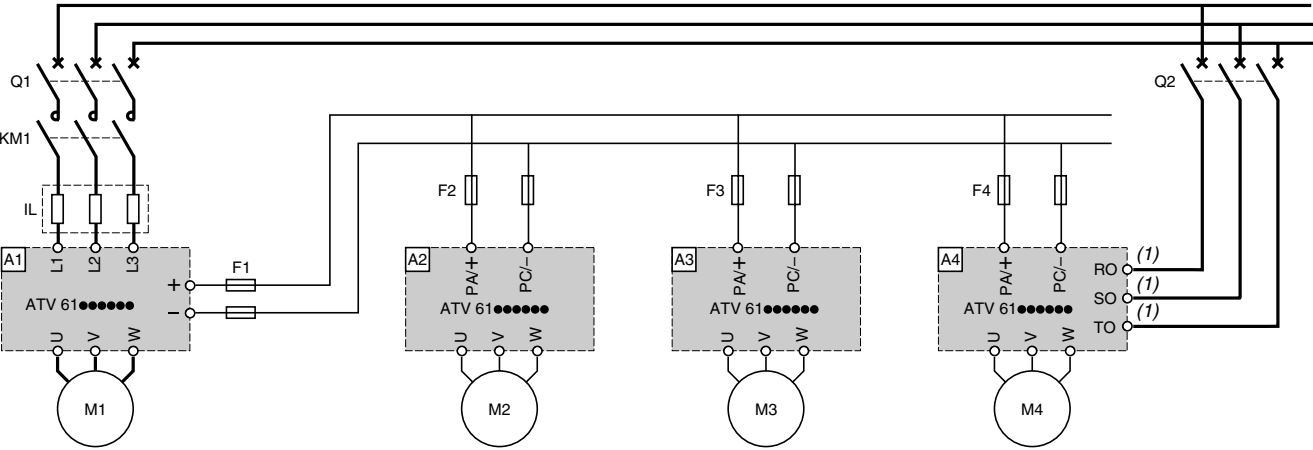 Q1
Q2
KM1
IL
F2
F3
F4
A1
L1
L2
L3
F1
A2
PA/+
PC/–
A3
PA/+
PC/–
A4
PA/+
PC/–
RO
(1)
+
ATV 61●●●●●●
–
ATV 61●●●●●●
ATV 61●●●●●●
ATV 61●●●●●●
SO
(1)
TO
(1)
U
V
W
U
V
W
U
V
W
U
V
W
M1
M2
M3
M4